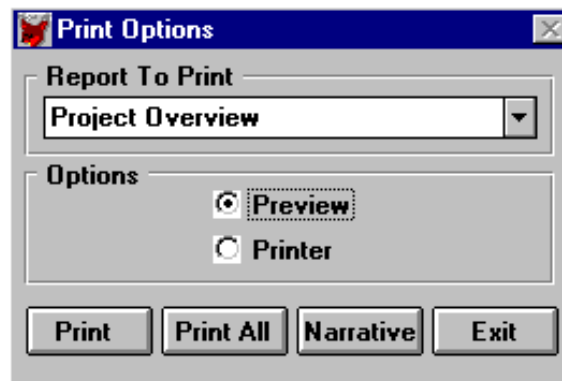 Print Options
Report To Print
Project Overview
Options
Preview
Printer
Print Print All Narrative Exit